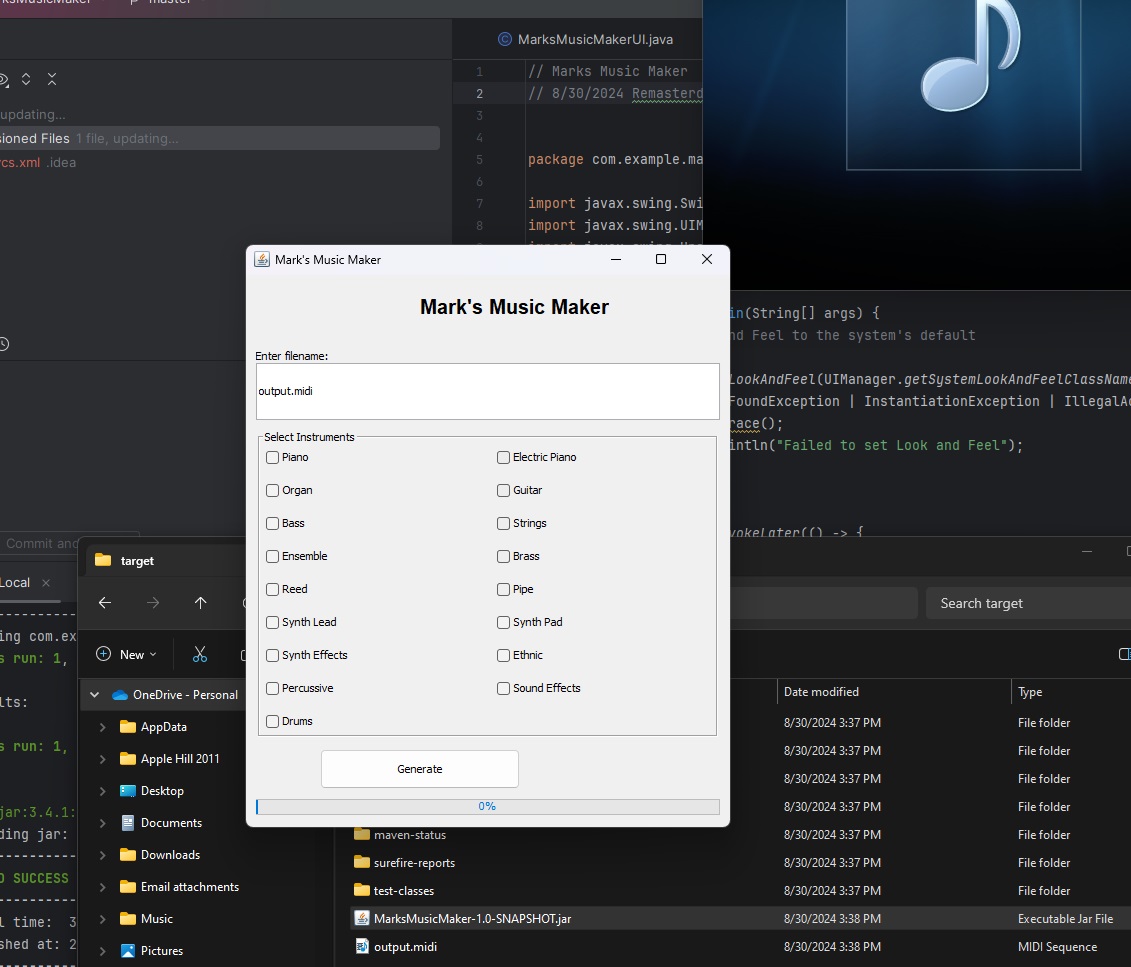 master
MarksMusicMakerUI.java
1 // Marks Music Maker
2 // 8/30/2024 Remasterd
3
4
5 package com.example.ma
6
7 import javax.swing.Swi
8 import javax.swing.UIM
updating...
sioned Files 1 file, updating...
cs.xml .idea
Mark's Music Maker
Mark's Music Maker
Enter filename:
output.midi
Select Instruments
Piano Electric Piano
Organ Guitar
Bass Strings
Ensemble Brass
Reed Pipe
Synth Lead Synth Pad
Synth Effects Ethnic
Percussive Sound Effects
Drums
Generate
0%
in(String[] args) {
nd Feel to the system's default
LookAndFeel(UIManager.getSystemLookAndFeelClassName
FoundException | InstantiationException | IllegalAc
race();
intln("Failed to set Look and Feel");
vokeLater(() -> {
Commit and
Local
ing com.ex
s run: 1,
lts:
s run: 1,
jar:3.4.1:
ding jar:
D SUCCESS
l time: 3
shed at: 2
target
Search target
New
OneDrive - Personal
AppData
Apple Hill 2011
Desktop
Documents
Downloads
Email attachments
Music
Pictures
Date modified Type
8/30/2024 3:37 PM File folder
8/30/2024 3:37 PM File folder
8/30/2024 3:37 PM File folder
8/30/2024 3:37 PM File folder
maven-status 8/30/2024 3:37 PM File folder
surefire-reports 8/30/2024 3:37 PM File folder
test-classes 8/30/2024 3:37 PM File folder
MarksMusicMaker-1.0-SNAPSHOT.jar 8/30/2024 3:38 PM Executable Jar File
output.midi 8/30/2024 3:38 PM MIDI Sequence